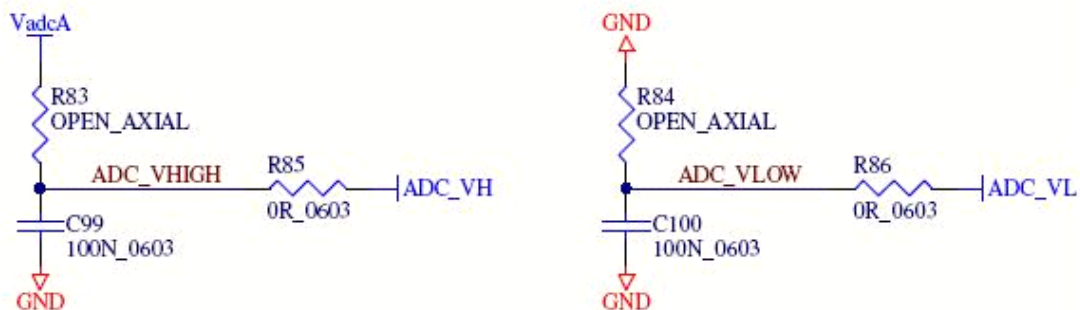 VadcA
GND
R83
OPEN_AXIAL
R84
OPEN_AXIAL
ADC_VHIGH
R85
ADC_VH
0R_0603
ADC_VLOW
R86
ADC_VL
0R_0603
C99
100N_0603
C100
100N_0603
GND
GND